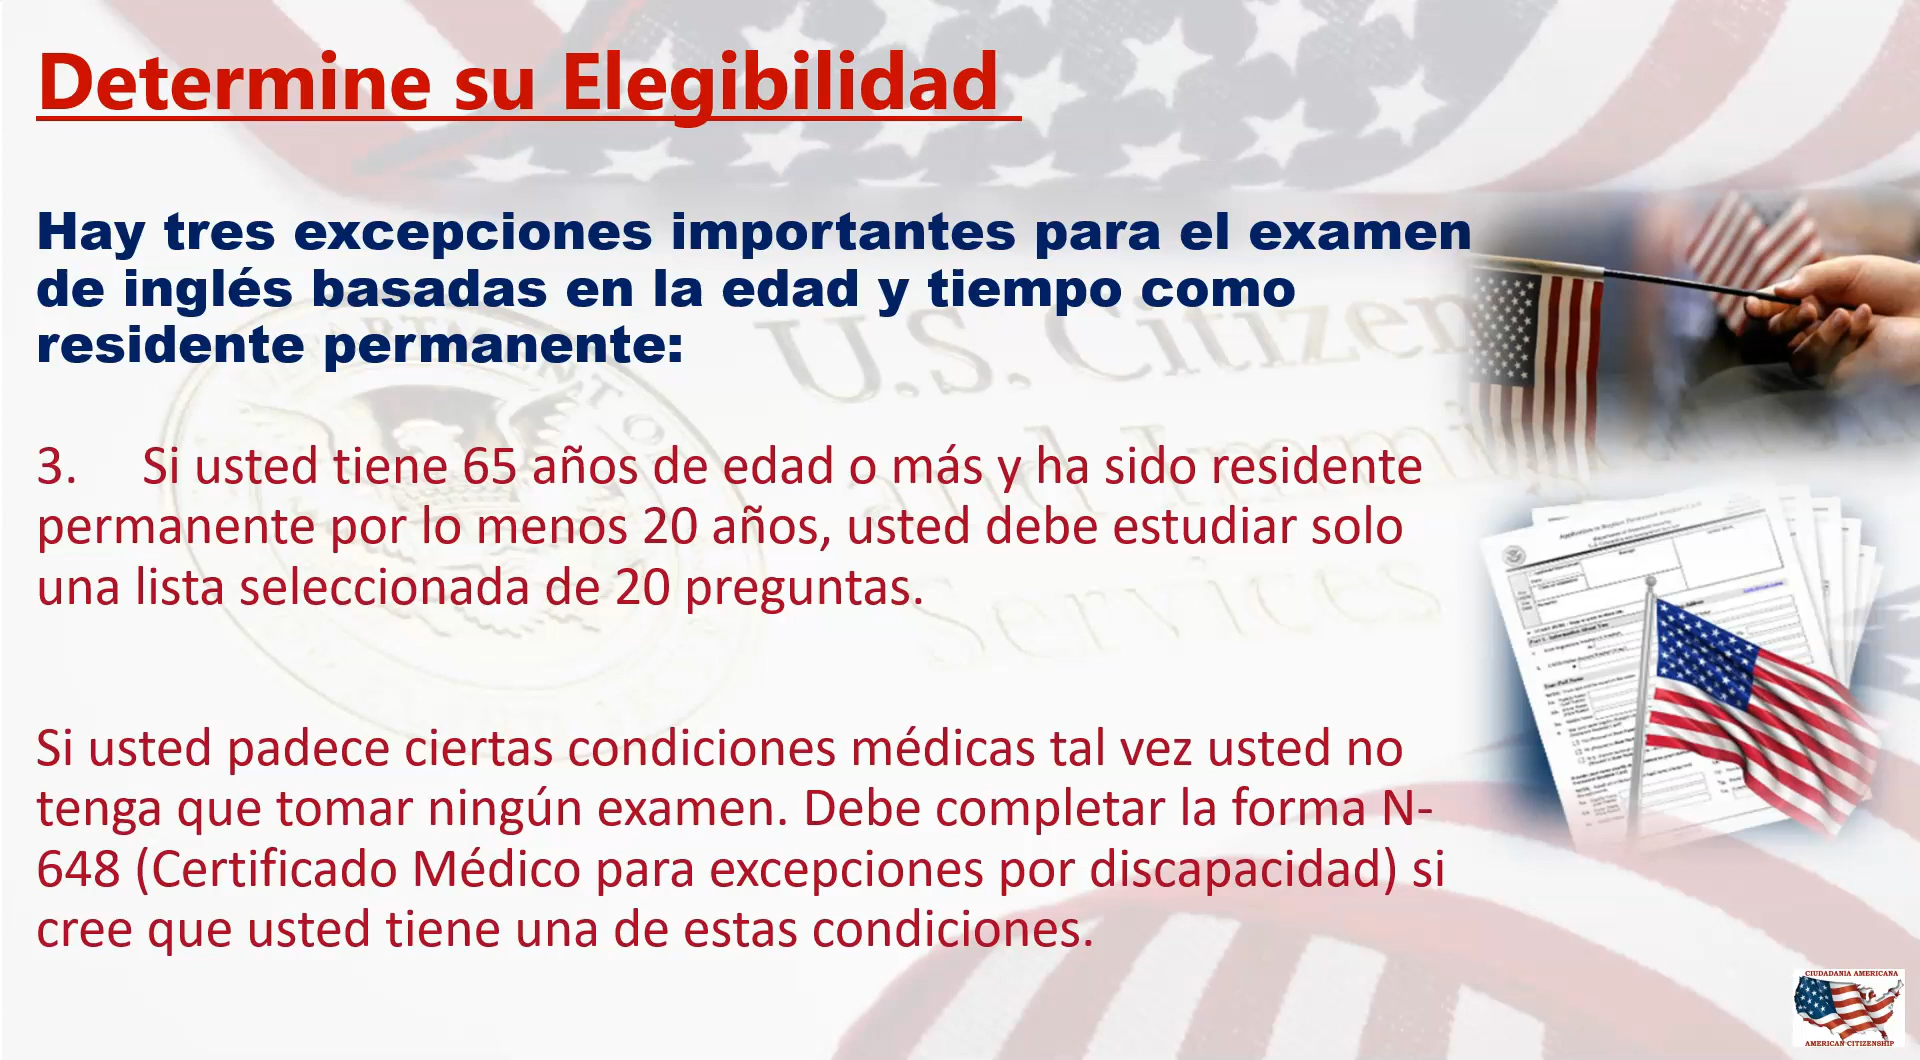 Determine su Elegibilidad
Hay tres excepciones importantes para el examen
de inglés basadas en la edad y tiempo como
residente permanente:
3. Si usted tiene 65 años de edad o más y ha sido residente
permanente por lo menos 20 años, usted debe estudiar solo
una lista seleccionada de 20 preguntas.
Si usted padece ciertas condiciones médicas tal vez usted no
tenga que tomar ningún examen. Debe completar la forma N-
648 (Certificado Médico para excepciones por discapacidad) si
cree que usted tiene una de estas condiciones.
U.S. Citizen
and Immi
Services
CIUDADANIA AMERICANA
AMERICAN CITIZENSHIP